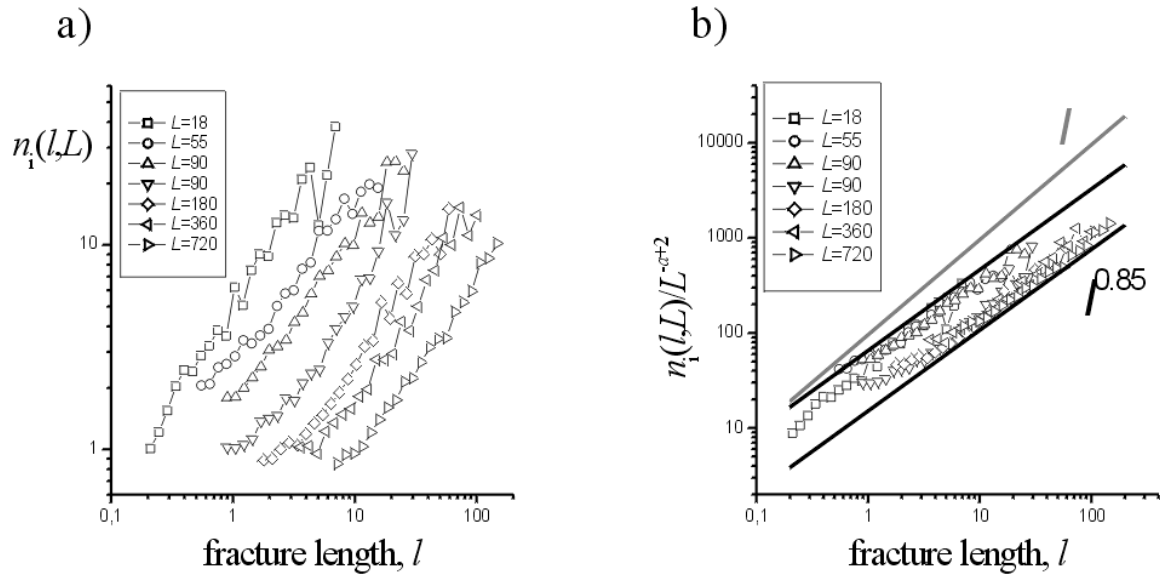 a)
n_i(l,L)
L=18
L=55
L=90
L=90
L=180
L=360
L=720
10
1
0,1
1
10
100
fracture length, l
b)
n_i(l,L)/L^{-a+2}
L=18
L=55
L=90
L=90
L=180
L=360
L=720
l
l^{0.85}
10000
1000
100
10
0,1
1
10
100
fracture length, l